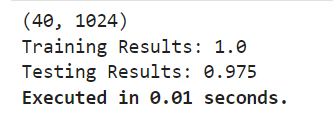 (40, 1024)
Training Results: 1.0
Testing Results: 0.975
Executed in 0.01 seconds.